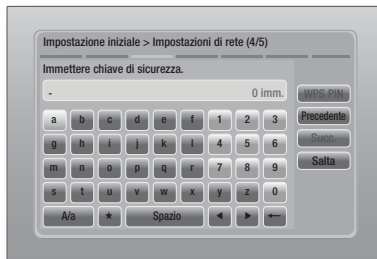 Impostazione iniziale > Impostazioni di rete (4/5)
Immettere chiave di sicurezza.
- 0 imm.
WPS PIN
a b c d e f 1 2 3
Precedente
g h i j k l 4 5 6
Succ.
m n o p q r 7 8 9
Salta
s t u v w x y z 0
A/a ★ Spazio ◀ ▶ ←